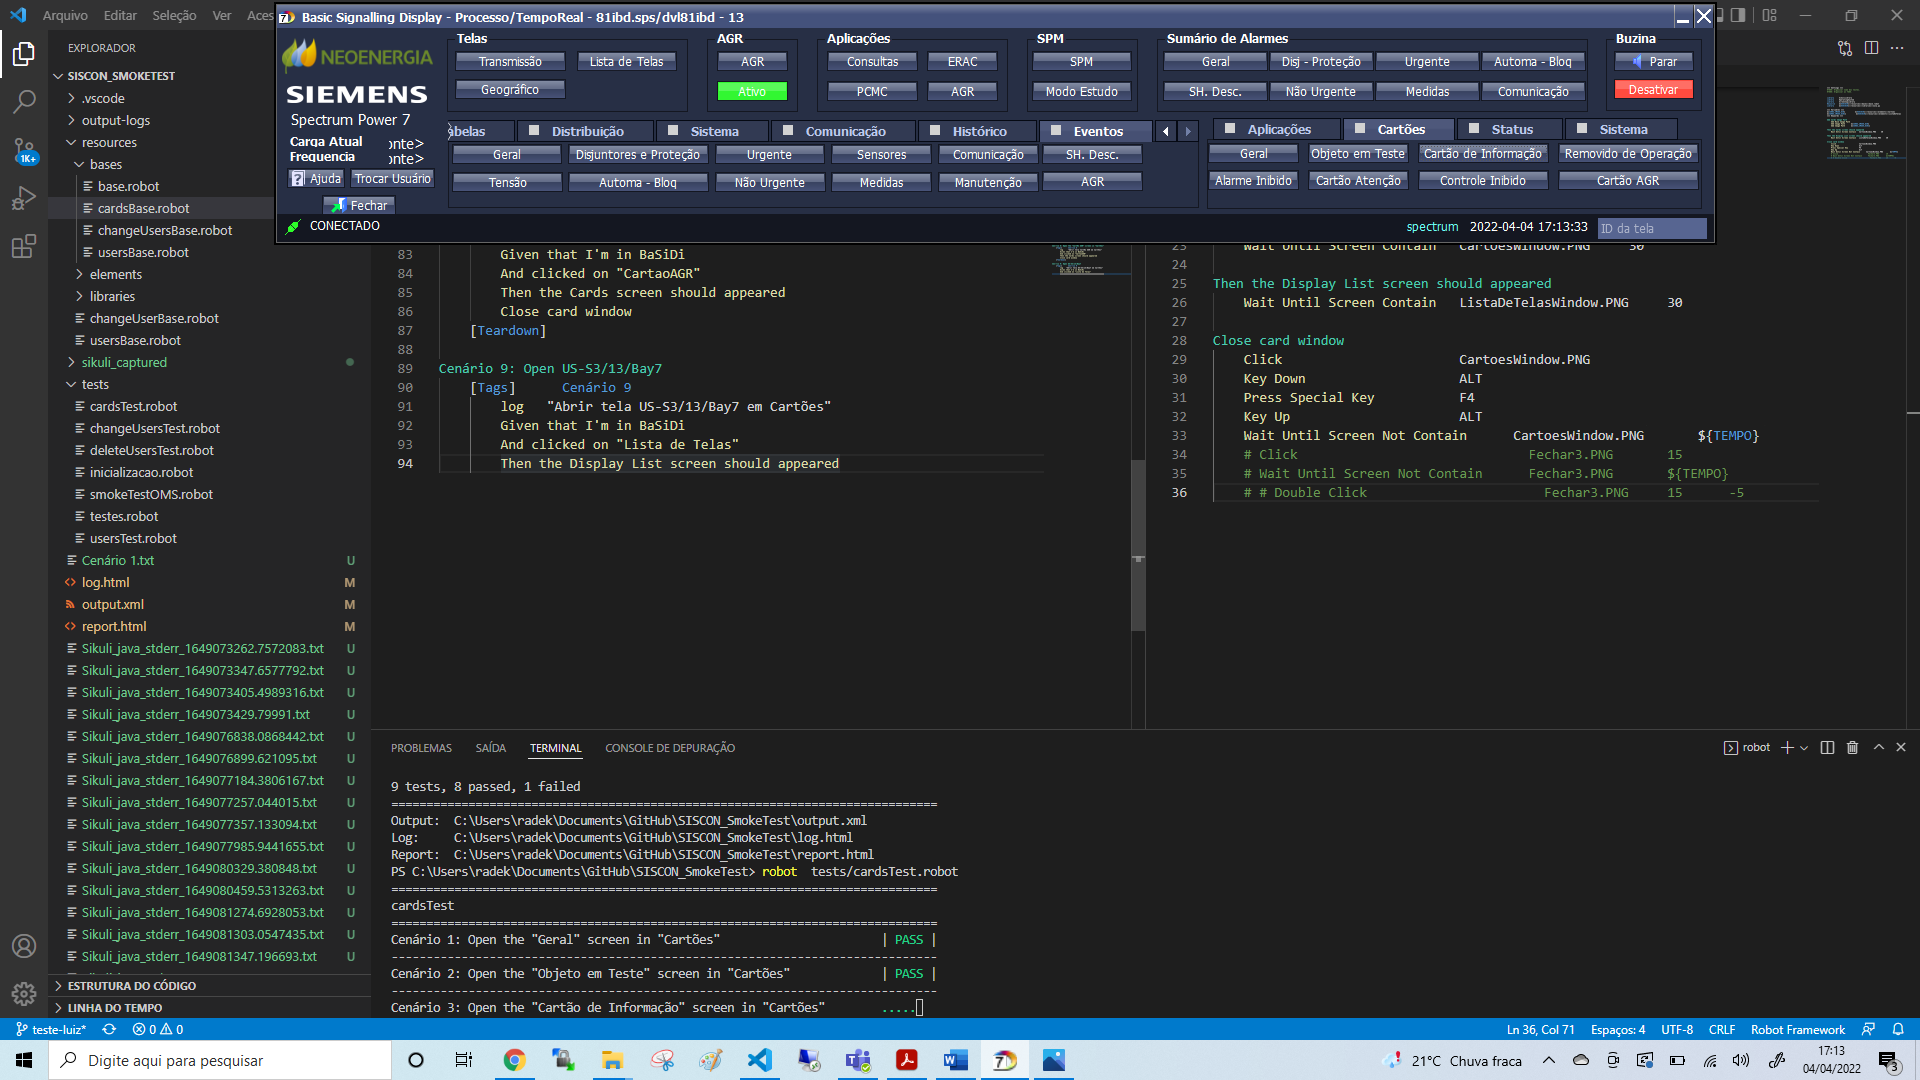 Arquivo Editar Seleção Ver Aces
Basic Signalling Display - Processo/TempoReal - 81ibd.sps/dvl81ibd - 13
NEOENERGIA
SIEMENS
Spectrum Power 7
Carga Atual
Frequencia
onte>
onte>
Ajuda Trocar Usuário
Fechar
CONECTADO
Telas
Transmissão Lista de Telas
Geográfico
AGR
AGR
Ativo
Aplicações
Consultas ERAC
PCMC AGR
SPM
SPM
Modo Estudo
Sumário de Alarmes
Geral Disj - Proteção Urgente Automa - Bloq
SH. Desc. Não Urgente Medidas Comunicação
Buzina
Parar
Desativar
abelas Distribuição Sistema Comunicação Histórico Eventos
Geral Disjuntores e Proteção Urgente Sensores Comunicação SH. Desc.
Tensão Automa - Bloq Não Urgente Medidas Manutenção AGR
Aplicações Cartões Status Sistema
Geral Objeto em Teste Cartão de Informação Removido de Operação
Alarme Inibido Cartão Atenção Controle Inibido Cartão AGR
spectrum 2022-04-04 17:13:33 ID da tela
EXPLORADOR
SISCON_SMOKETEST
.vscode
output-logs
resources
bases
base.robot
cardsBase.robot
changeUsersBase.robot
usersBase.robot
elements
libraries
changeUserBase.robot
usersBase.robot
sikuli_captured
tests
cardsTest.robot
changeUsersTest.robot
deleteUsersTest.robot
inicializacao.robot
smokeTestOMS.robot
testes.robot
usersTest.robot
Cenário 1.txt U
log.html M
output.xml M
report.html M
Sikuli_java_stderr_1649073262.7572083.txt U
Sikuli_java_stderr_1649073347.6577792.txt U
Sikuli_java_stderr_1649073405.4989316.txt U
Sikuli_java_stderr_1649073429.79991.txt U
Sikuli_java_stderr_1649076838.0868442.txt U
Sikuli_java_stderr_1649076899.621095.txt U
Sikuli_java_stderr_1649077184.3806167.txt U
Sikuli_java_stderr_1649077257.044015.txt U
Sikuli_java_stderr_1649077357.133094.txt U
Sikuli_java_stderr_1649077985.9441655.txt U
Sikuli_java_stderr_1649080329.380848.txt U
Sikuli_java_stderr_1649080459.5313263.txt U
Sikuli_java_stderr_1649081274.6928053.txt U
Sikuli_java_stderr_1649081303.0547435.txt U
Sikuli_java_stderr_1649081347.196693.txt U
ESTRUTURA DO CÓDIGO
LINHA DO TEMPO
1K+
83 Given that I'm in BaSiDi
84 And clicked on "CartaoAGR"
85 Then the Cards screen should appeared
86 Close card window
87 [Teardown]
88
89 Cenário 9: Open US-S3/13/Bay7
90 [Tags] Cenário 9
91 log "Abrir tela US-S3/13/Bay7 em Cartões"
92 Given that I'm in BaSiDi
93 And clicked on "Lista de Telas"
94 Then the Display List screen should appeared
23 Wait Until Screen Contain CartoesWindow.PNG 30
24
25 Then the Display List screen should appeared
26 Wait Until Screen Contain ListaDeTelasWindow.PNG 30
27
28 Close card window
29 Click CartoesWindow.PNG
30 Key Down ALT
31 Press Special Key F4
32 Key Up ALT
33 Wait Until Screen Not Contain CartoesWindow.PNG ${TEMPO}
34 # Click Fechar3.PNG 15
35 # Wait Until Screen Not Contain Fechar3.PNG ${TEMPO}
36 # # Double Click Fechar3.PNG 15 -5
PROBLEMAS SAÍDA TERMINAL CONSOLE DE DEPURAÇÃO
robot
9 tests, 8 passed, 1 failed
==============================================================================
Output: C:\Users\radek\Documents\GitHub\SISCON_SmokeTest\output.xml
Log: C:\Users\radek\Documents\GitHub\SISCON_SmokeTest\log.html
Report: C:\Users\radek\Documents\GitHub\SISCON_SmokeTest\report.html
PS C:\Users\radek\Documents\GitHub\SISCON_SmokeTest> robot tests/cardsTest.robot
==============================================================================
cardsTest
==============================================================================
Cenário 1: Open the "Geral" screen in "Cartões" | PASS |
------------------------------------------------------------------------------
Cenário 2: Open the "Objeto em Teste" screen in "Cartões" | PASS |
------------------------------------------------------------------------------
Cenário 3: Open the "Cartão de Informação" screen in "Cartões" .....
teste-luiz* 0 0 Ln 36, Col 71 Espaços: 4 UTF-8 CRLF Robot Framework
Digite aqui para pesquisar
21°C Chuva fraca
17:13
04/04/2022
3